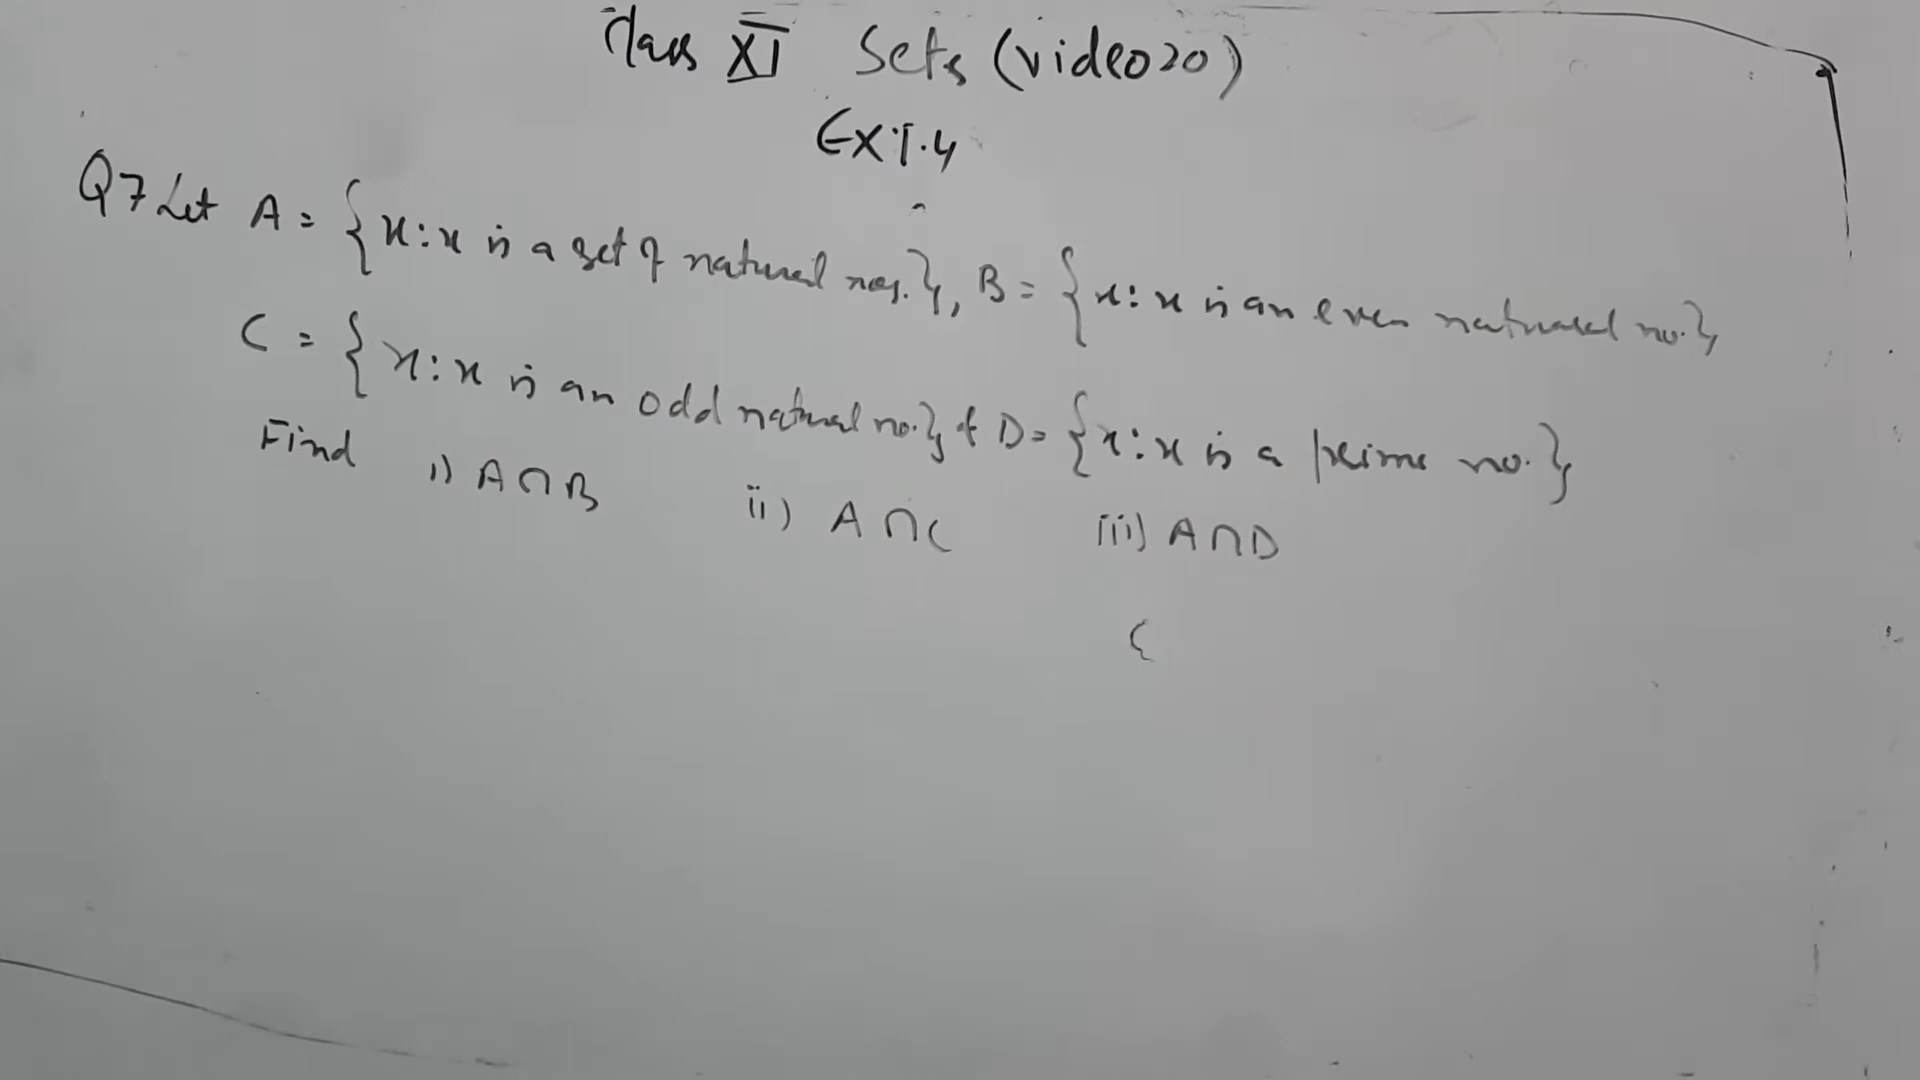 Class XI Sets (video20)
Ex 1.4
Q7 Let A = {x:x is a set of natural nos.}, B = {x:x is an even natural no.}
C = {x:x is an odd natural no.} & D = {x:x is a prime no.}
Find i) A∩B ii) A∩C iii) A∩D
{